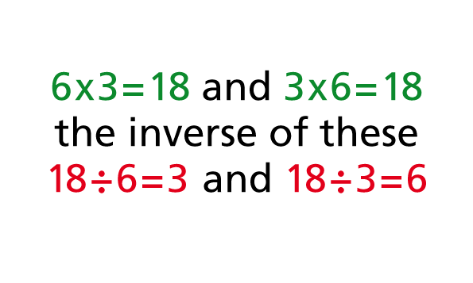 6x3=18 and 3x6=18
the inverse of these
18÷6=3 and 18÷3=6